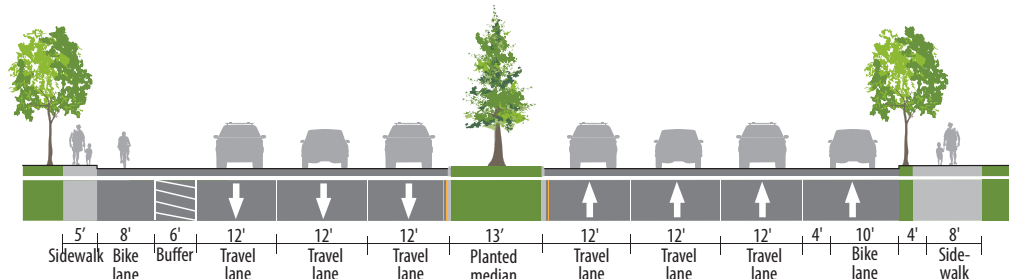 5’ 8' 6' 12' 12' 12' 13’ 12' 12' 12' 4' 10' 4' 8'
Sidewalk Bike Buffer Travel Travel Travel Planted Travel Travel Travel Bike Side-
lane lane lane lane median lane lane lane lane walk